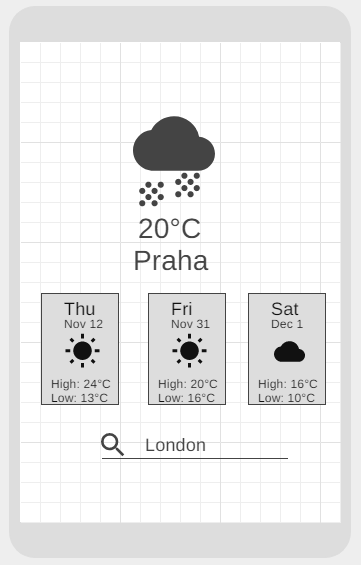 20°C
Praha
Thu
Nov 12
High: 24°C
Low: 13°C
Fri
Nov 31
High: 20°C
Low: 16°C
Sat
Dec 1
High: 16°C
Low: 10°C
London